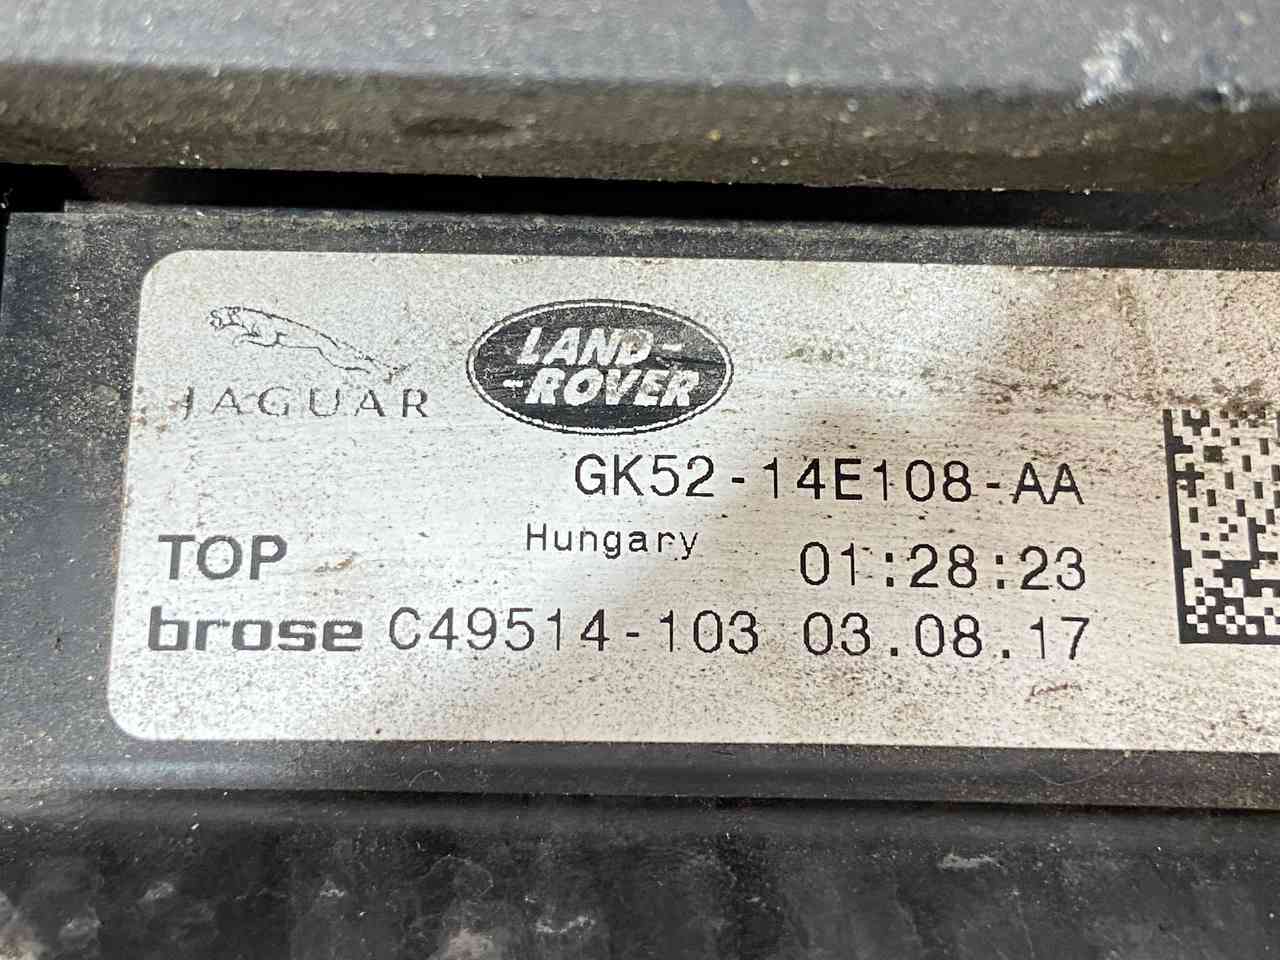 JAGUAR
LAND-
-ROVER
GK52-14E108-AA
Hungary
TOP
01:28:23
brose C49514-103 03.08.17